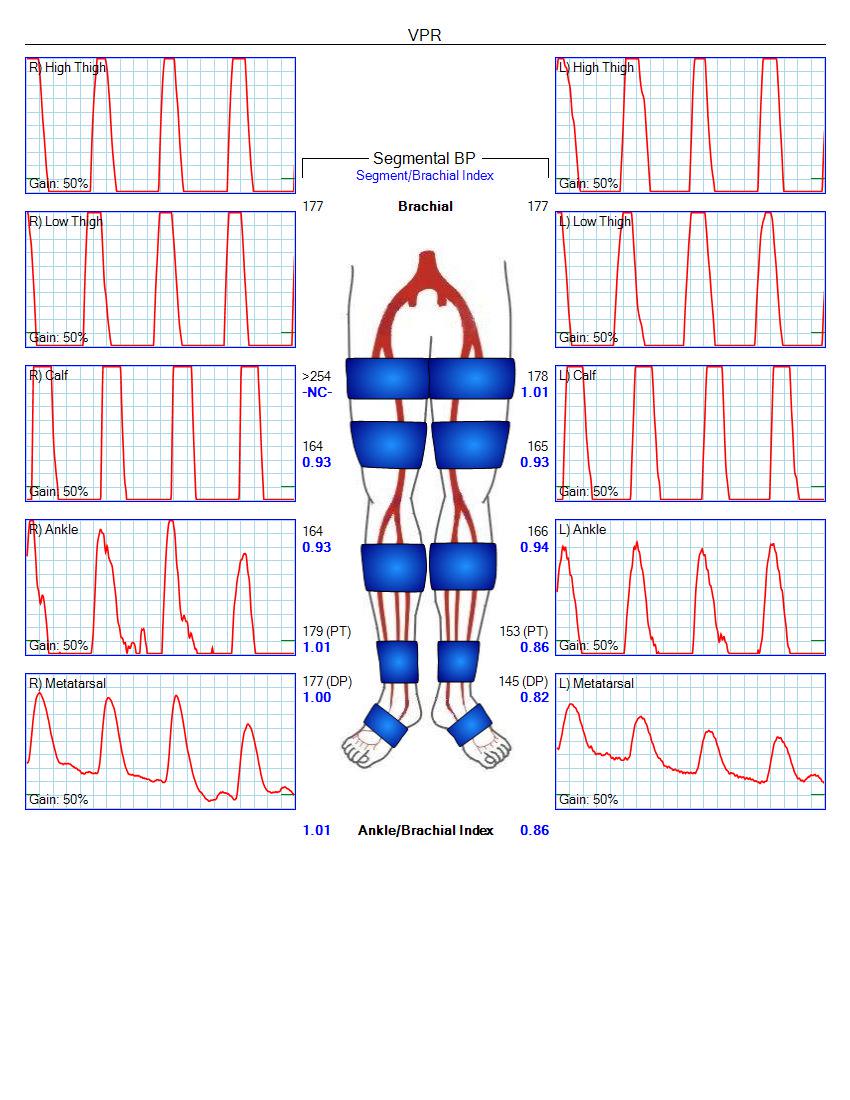 VPR
R) High Thigh
Gain: 50%
L) High Thigh
Gain: 50%
Segmental BP
Segment/Brachial Index
177 Brachial 177
R) Low Thigh
Gain: 50%
L) Low Thigh
Gain: 50%
R) Calf
Gain: 50%
>254 178
-NC- 1.01
L) Calf
Gain: 50%
164 165
0.93 0.93
R) Ankle
Gain: 50%
164 166
0.93 0.94
L) Ankle
Gain: 50%
179 (PT) 153 (PT)
1.01 0.86
R) Metatarsal
Gain: 50%
177 (DP) 145 (DP)
1.00 0.82
L) Metatarsal
Gain: 50%
1.01 Ankle/Brachial Index 0.86